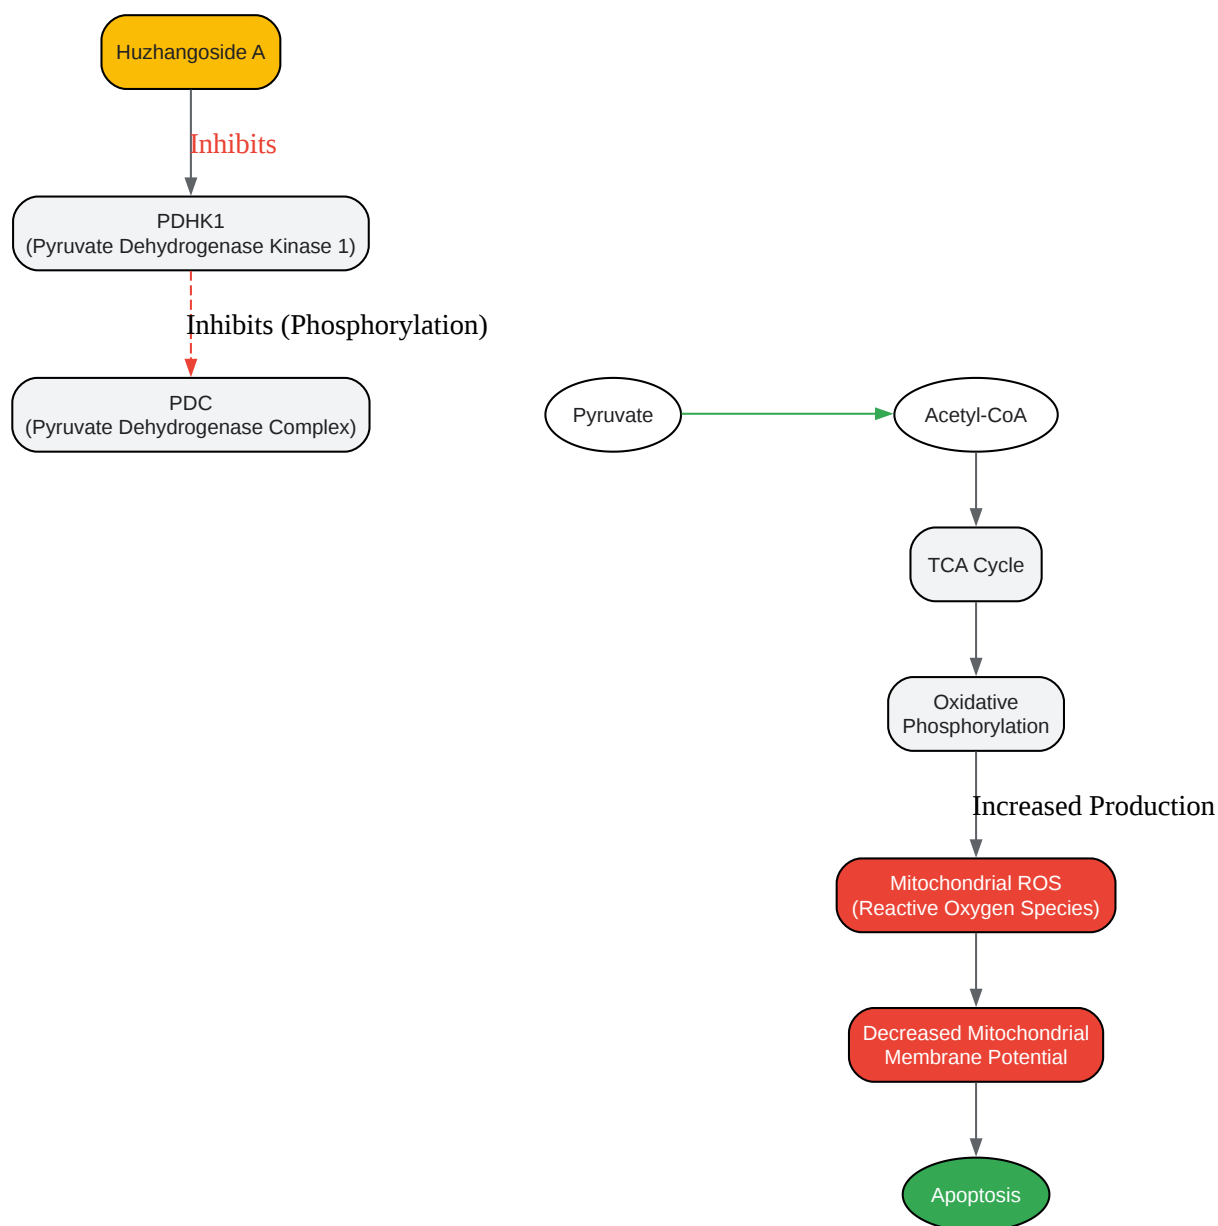 Huzhangoside A
Inhibits
PDHK1
(Pyruvate Dehydrogenase Kinase 1)
Inhibits (Phosphorylation)
PDC
(Pyruvate Dehydrogenase Complex)
Pyruvate
Acetyl-CoA
TCA Cycle
Oxidative
Phosphorylation
Increased Production
Mitochondrial ROS
(Reactive Oxygen Species)
Decreased Mitochondrial
Membrane Potential
Apoptosis